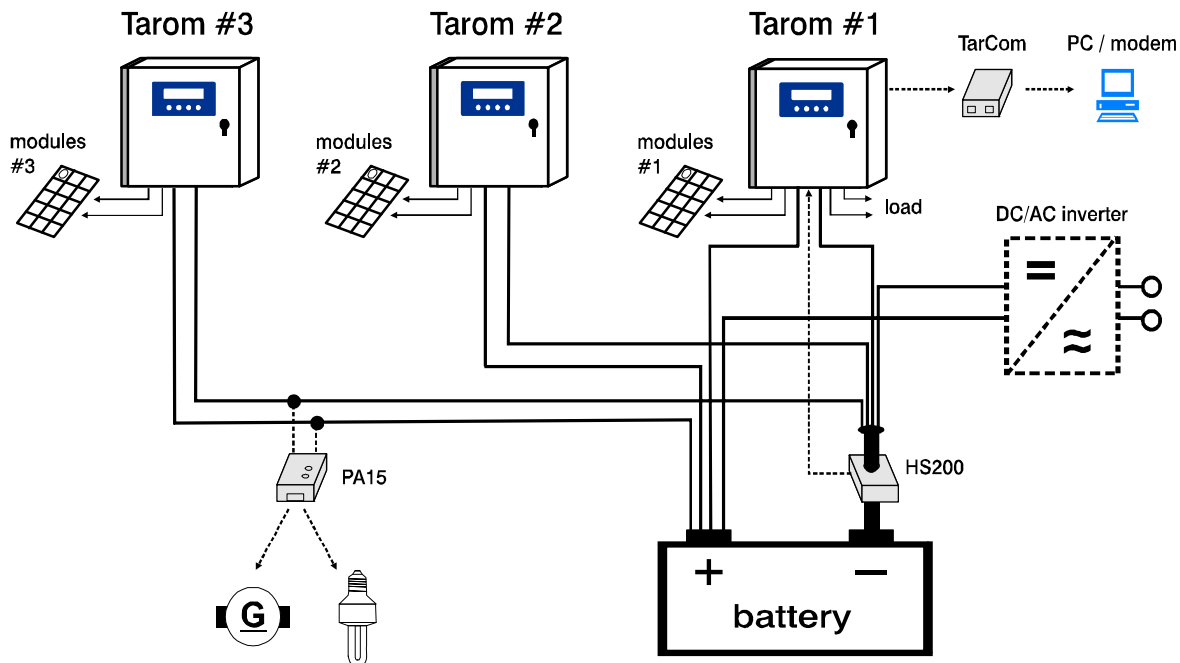 Tarom #3
Tarom #2
Tarom #1
TarCom
PC / modem
modules
#3
modules
#2
modules
#1
load
DC/AC inverter
=
≈
PA15
HS200
G
+
−
battery